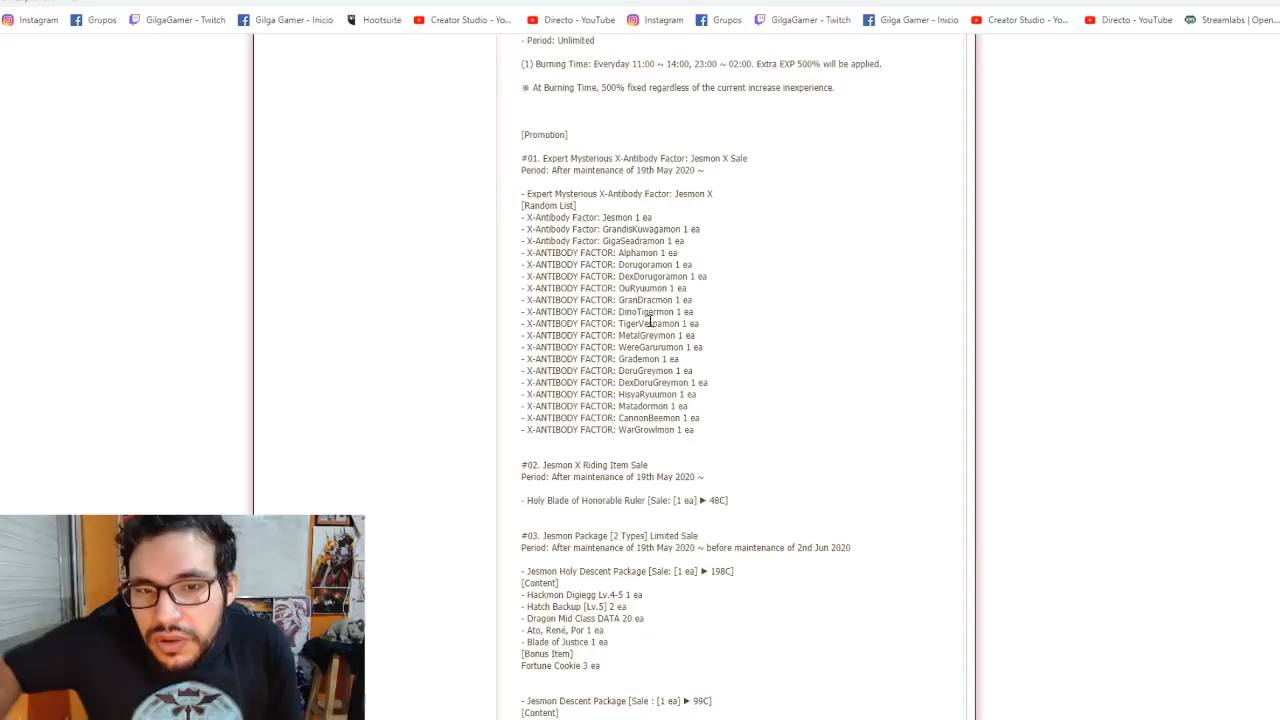 Instagram Grupos GilgaGamer - Twitch Gilga Gamer - Inicio Hootsuite Creator Studio - Yo... Directo - YouTube Instagram Grupos GilgaGamer - Twitch Gilga Gamer - Inicio Creator Studio - Yo... Directo - YouTube Streamlabs | Open...
- Period: Unlimited
(1) Burning Time: Everyday 11:00 ~ 14:00, 23:00 ~ 02:00. Extra EXP 500% will be applied.
※ At Burning Time, 500% fixed regardless of the current increase inexperience.
[Promotion]
#01. Expert Mysterious X-Antibody Factor: Jesmon X Sale
Period: After maintenance of 19th May 2020 ~
- Expert Mysterious X-Antibody Factor: Jesmon X
[Random List]
- X-Antibody Factor: Jesmon 1 ea
- X-Antibody Factor: GrandisKuwagamon 1 ea
- X-Antibody Factor: GigaSeadramon 1 ea
- X-ANTIBODY FACTOR: Alphamon 1 ea
- X-ANTIBODY FACTOR: Dorugoramon 1 ea
- X-ANTIBODY FACTOR: DexDorugoramon 1 ea
- X-ANTIBODY FACTOR: OuRyuumon 1 ea
- X-ANTIBODY FACTOR: GranDracmon 1 ea
- X-ANTIBODY FACTOR: DinoTigermon 1 ea
- X-ANTIBODY FACTOR: TigerVespamon 1 ea
- X-ANTIBODY FACTOR: MetalGreymon 1 ea
- X-ANTIBODY FACTOR: WereGarurumon 1 ea
- X-ANTIBODY FACTOR: Grademon 1 ea
- X-ANTIBODY FACTOR: DoruGreymon 1 ea
- X-ANTIBODY FACTOR: DexDoruGreymon 1 ea
- X-ANTIBODY FACTOR: HisyaRyuumon 1 ea
- X-ANTIBODY FACTOR: Matadormon 1 ea
- X-ANTIBODY FACTOR: CannonBeemon 1 ea
- X-ANTIBODY FACTOR: WarGrowlmon 1 ea
#02. Jesmon X Riding Item Sale
Period: After maintenance of 19th May 2020 ~
- Holy Blade of Honorable Ruler [Sale: [1 ea] ▶ 48C]
#03. Jesmon Package [2 Types] Limited Sale
Period: After maintenance of 19th May 2020 ~ before maintenance of 2nd Jun 2020
- Jesmon Holy Descent Package [Sale: [1 ea] ▶ 198C]
[Content]
- Hackmon Digiegg Lv.4-5 1 ea
- Hatch Backup [Lv.5] 2 ea
- Dragon Mid Class DATA 20 ea
- Ato, René, Por 1 ea
- Blade of Justice 1 ea
[Bonus Item]
Fortune Cookie 3 ea
- Jesmon Descent Package [Sale : [1 ea] ▶ 99C]
[Content]